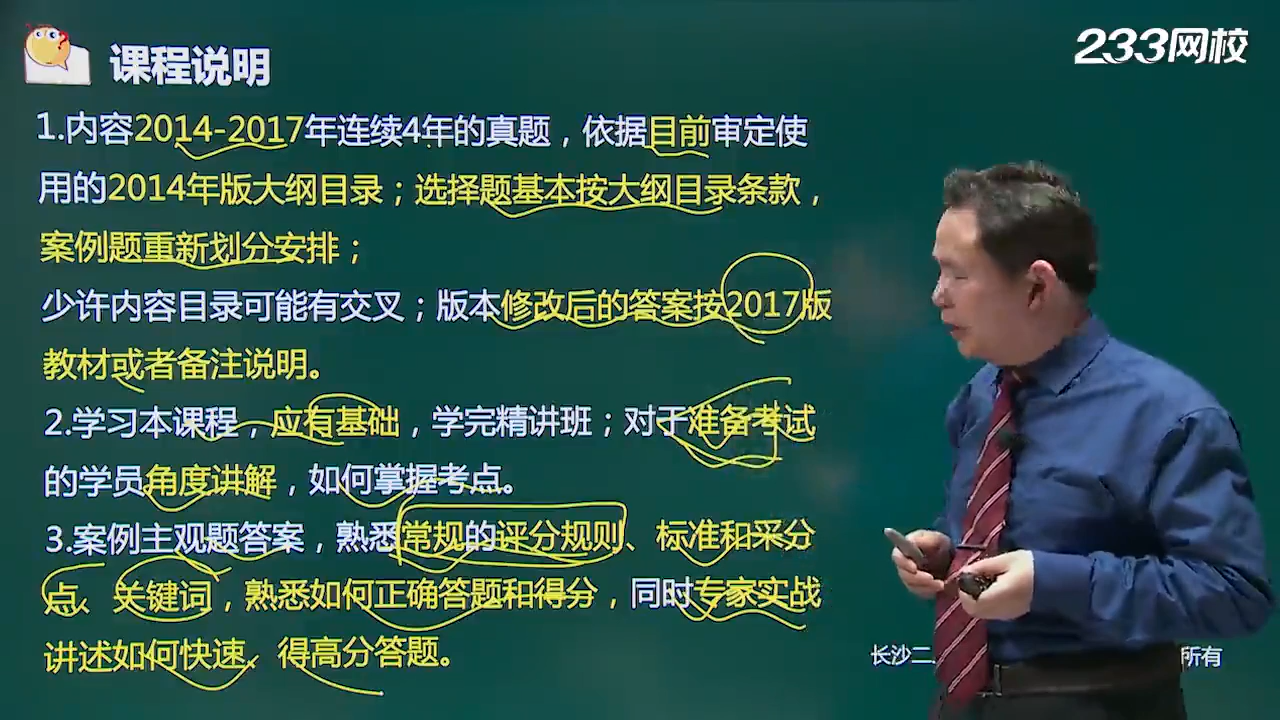 课程说明
233网校
1.内容2014-2017年连续4年的真题，依据目前审定使
用的2014年版大纲目录；选择题基本按大纲目录条款，
案例题重新划分安排；
少许内容目录可能有交叉；版本修改后的答案按2017版
教材或者备注说明。
2.学习本课程，应有基础，学完精讲班；对于准备考试
的学员角度讲解，如何掌握考点。
3.案例主观题答案，熟悉常规的评分规则、标准和采分
点、关键词，熟悉如何正确答题和得分，同时专家实战
讲述如何快速、得高分答题。
长沙二
所有